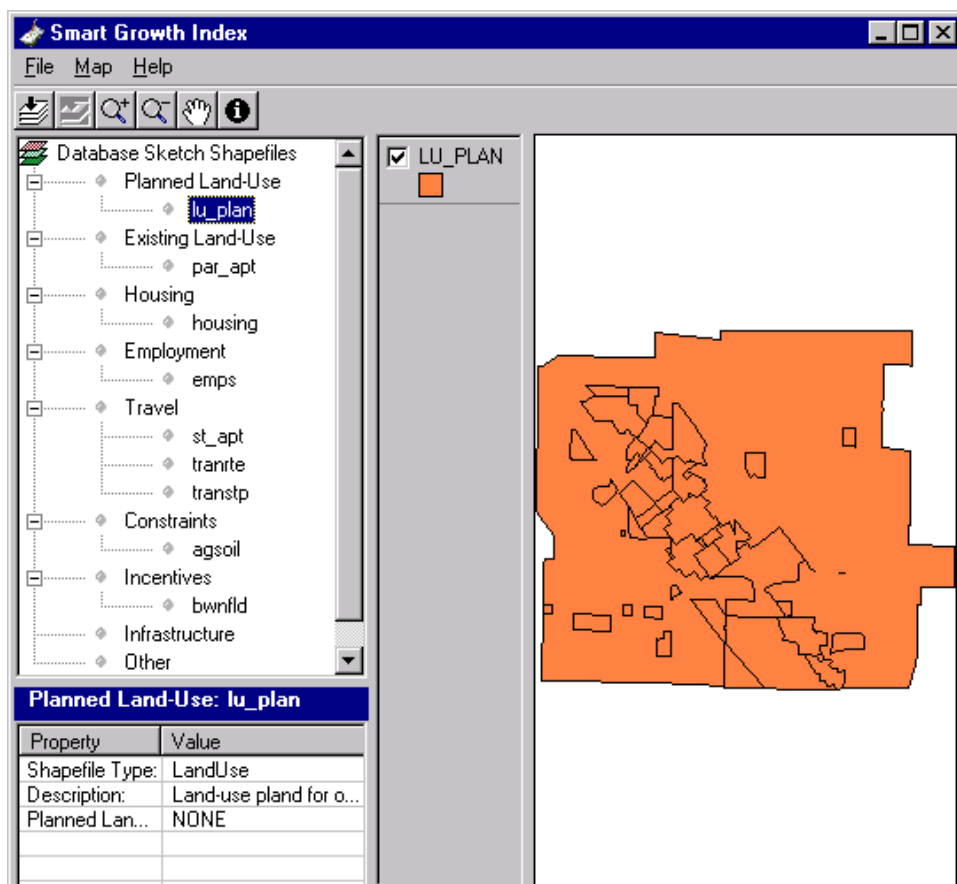 Smart Growth Index
File Map Help
Database Sketch Shapefiles
Planned Land-Use
lu_plan
Existing Land-Use
par_apt
Housing
housing
Employment
emps
Travel
st_apt
tranrte
transtp
Constraints
agsoil
Incentives
bwnfld
Infrastructure
Other
LU_PLAN
Planned Land-Use: lu_plan
Property Value
Shapefile Type: LandUse
Description: Land-use pland for o...
Planned Lan... NONE